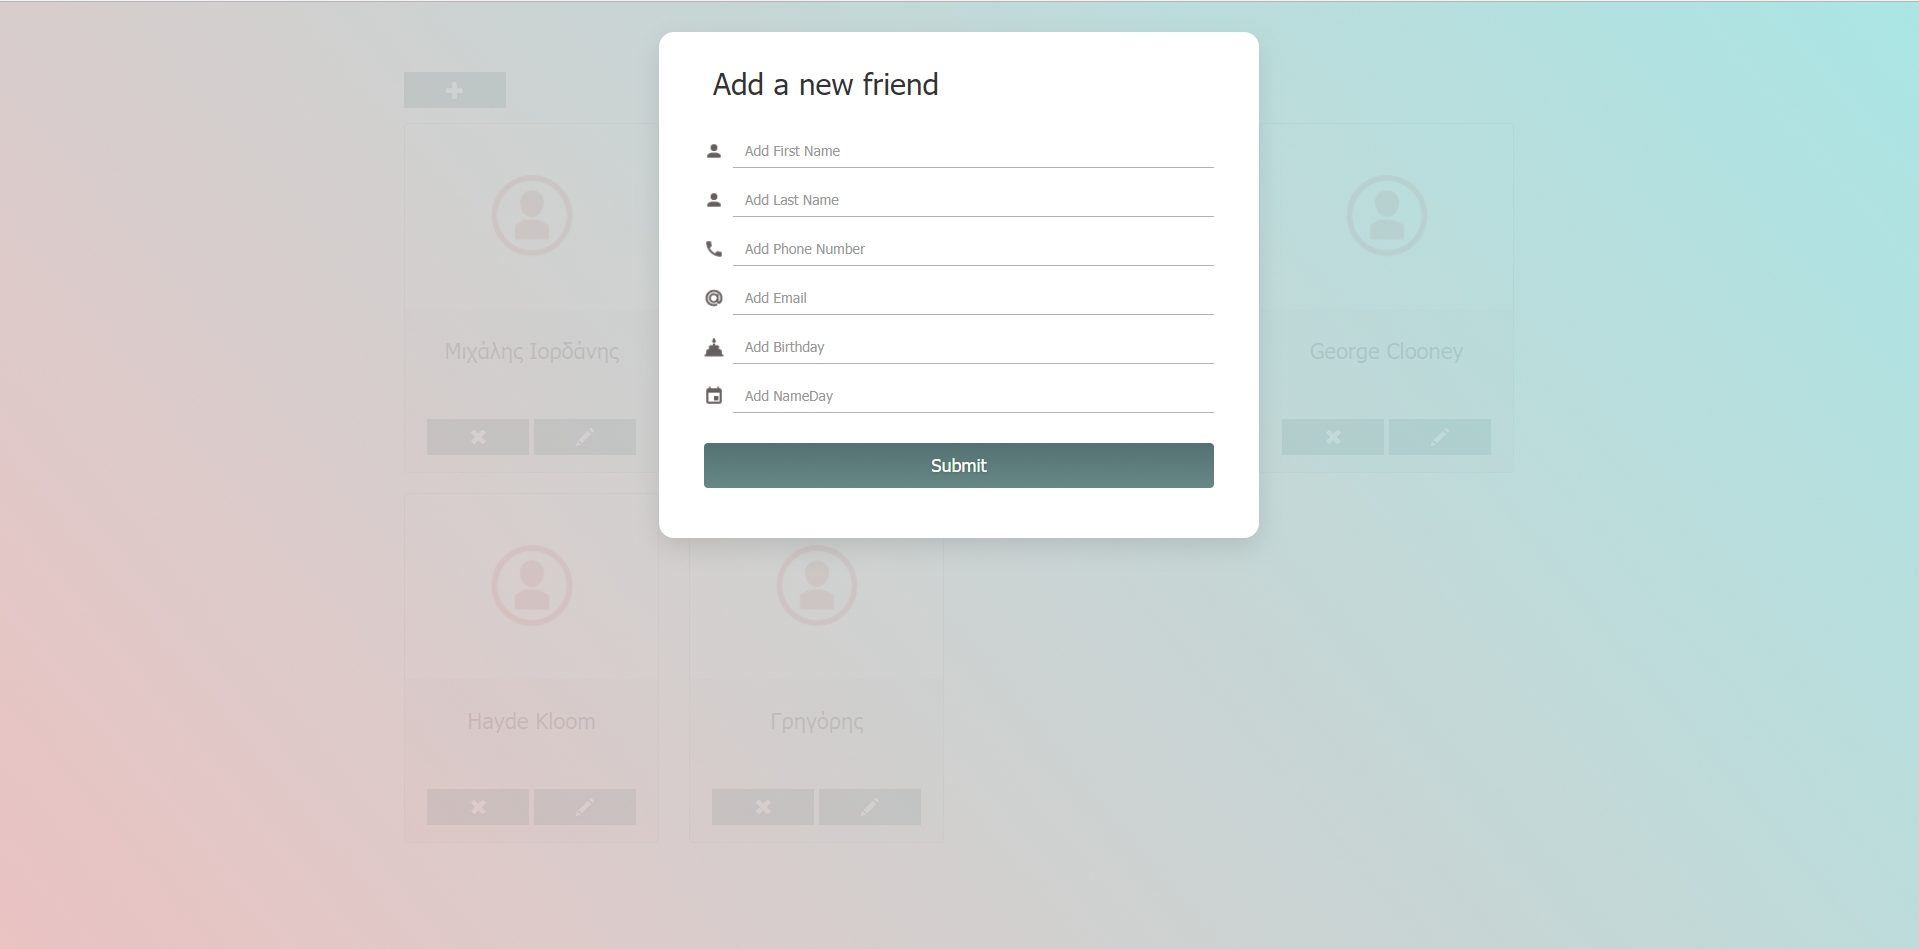 Add a new friend
Add First Name
Add Last Name
Add Phone Number
Add Email
Add Birthday
Add NameDay
Submit
Μιχάλης Ιορδάνης
George Clooney
Hayde Kloom
Γρηγόρης